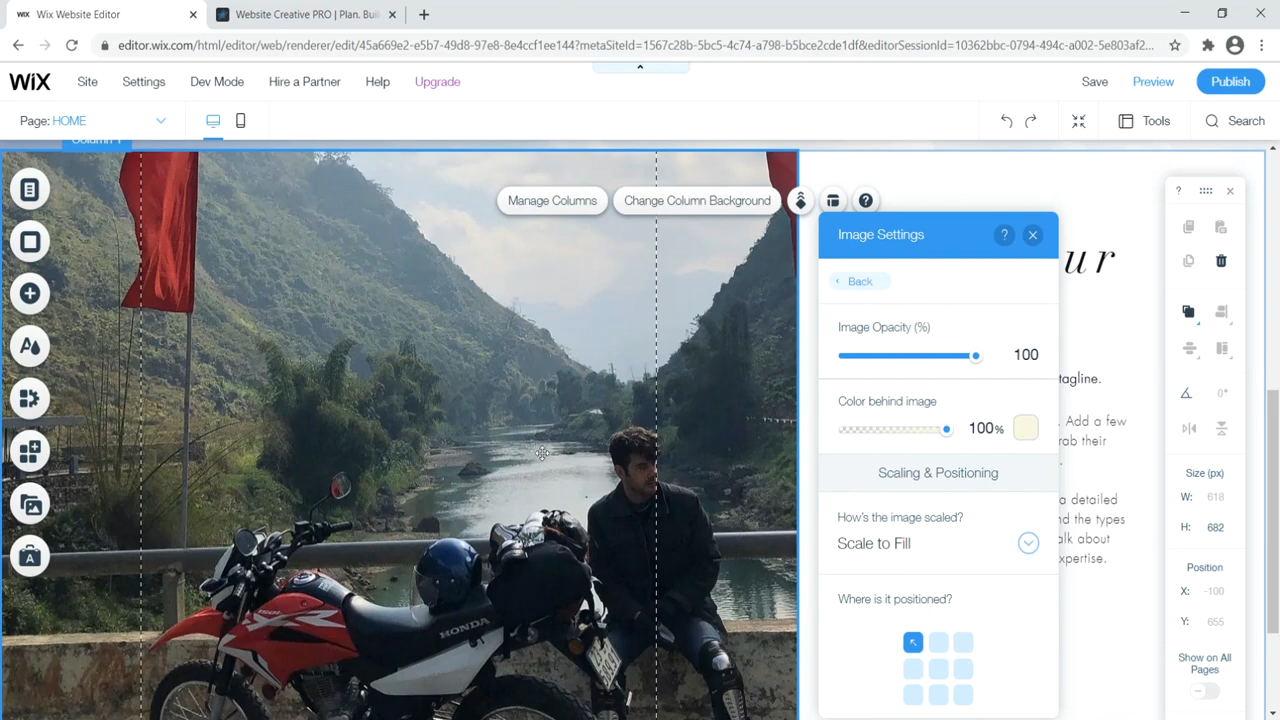 WiX Wix Website Editor
Website Creative PRO | Plan. Buil
editor.wix.com/html/editor/web/renderer/edit/45a669e2-e5b7-49d8-97e8-8e4ccf1ee144?metaSiteId=1567c28b-5bc5-4c74-a798-b5bce2cde1df&editorSessionId=10362bbc-0794-494c-a002-5e803af2...
WiX Site Settings Dev Mode Hire a Partner Help Upgrade Save Preview Publish
Page: HOME Tools Search
Column 1
Manage Columns Change Column Background ?
Image Settings ?
Back
Image Opacity (%)
100
Color behind image
100%
Scaling & Positioning
How's the image scaled?
Scale to Fill
Where is it positioned?
ur
tagline.
. Add a few
rab their
a detailed
nd the types
alk about
xpertise.
?
0°
Size (px)
W: 618
H: 682
Position
X: -100
Y: 655
Show on All
Pages
A
A
HONDA